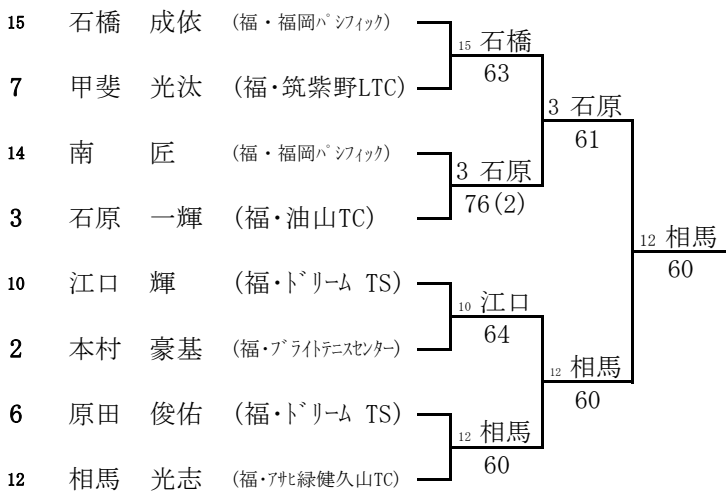 15 石橋 成依 (福・福岡パシフィック)
15 石橋
63
7 甲斐 光汰 (福・筑紫野LTC)
3 石原
61
14 南 匠 (福・福岡パシフィック)
3 石原
76(2)
3 石原 一輝 (福・油山TC)
12 相馬
60
10 江口 輝 (福・ドリーム TS)
10 江口
64
2 本村 豪基 (福・ブライトテニスセンター)
12 相馬
60
6 原田 俊佑 (福・ドリーム TS)
12 相馬
60
12 相馬 光志 (福・アサヒ緑健久山TC)